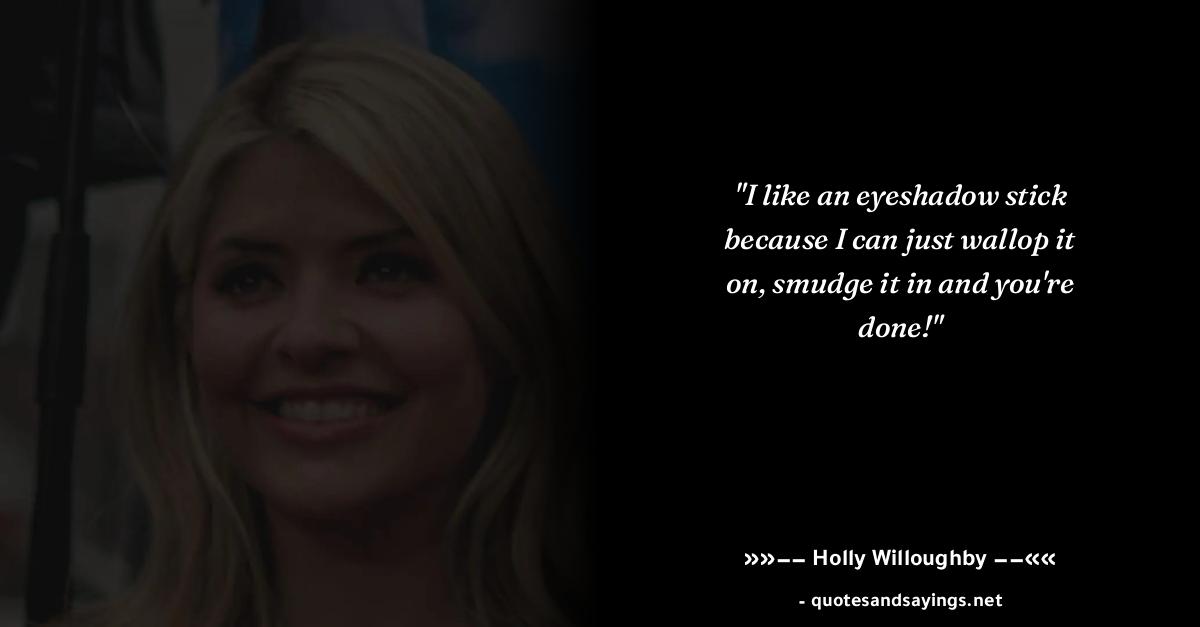 "I like an eyeshadow stick
because I can just wallop it
on, smudge it in and you're
done!"
»»–– Holly Willoughby ––««
- quotesandsayings.net